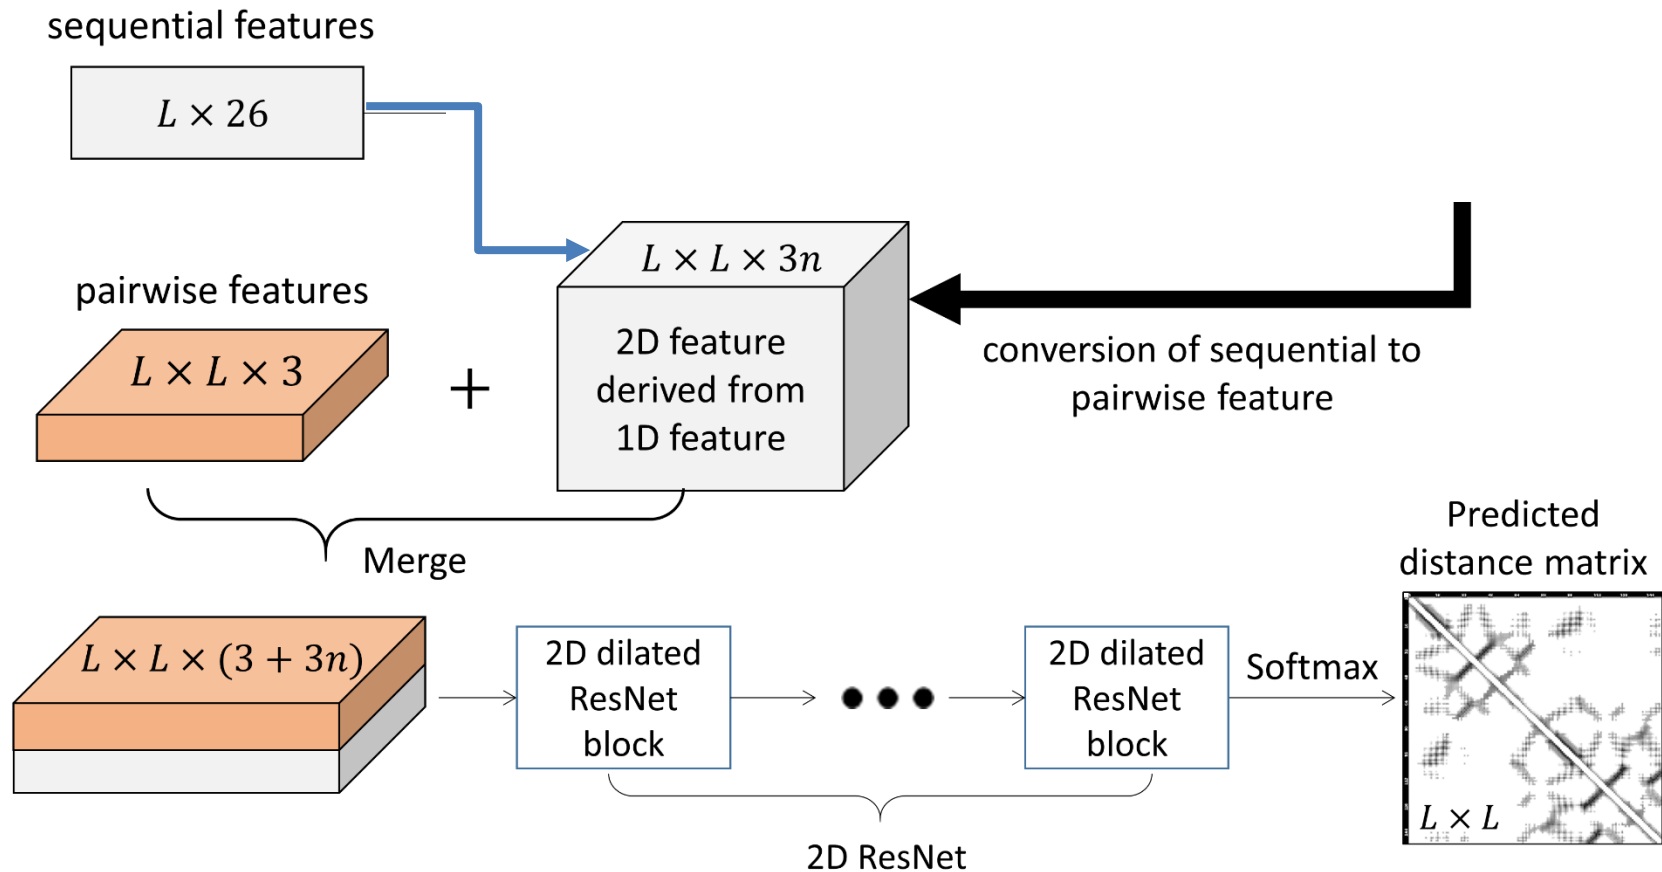 sequential features
L × 26
L × L × 3n
pairwise features
L × L × 3
+
2D feature
derived from
1D feature
conversion of sequential to
pairwise feature
Merge
Predicted
distance matrix
L × L × (3 + 3n)
2D dilated
ResNet
block
2D dilated
ResNet
block
Softmax
L × L
2D ResNet